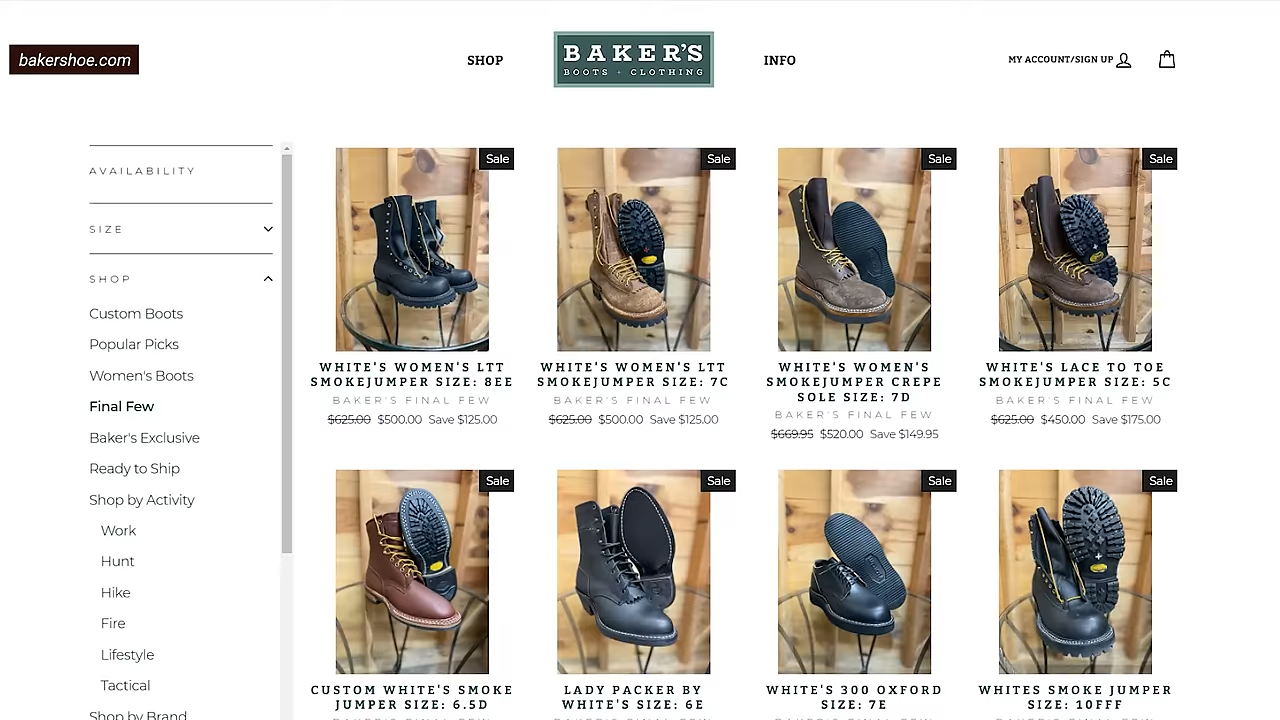 bakershoe.com
SHOP
BAKER'S
BOOTS + CLOTHING
INFO
MY ACCOUNT/SIGN UP
AVAILABILITY
SIZE
SHOP
Custom Boots
Popular Picks
Women's Boots
Final Few
Baker's Exclusive
Ready to Ship
Shop by Activity
Work
Hunt
Hike
Fire
Lifestyle
Tactical
Shop by Brand
Sale
WHITE'S WOMEN'S LTT
SMOKEJUMPER SIZE: 8EE
BAKER'S FINAL FEW
$625.00 $500.00 Save $125.00
Sale
WHITE'S WOMEN'S LTT
SMOKEJUMPER SIZE: 7C
BAKER'S FINAL FEW
$625.00 $500.00 Save $125.00
Sale
WHITE'S WOMEN'S
SMOKEJUMPER CREPE
SOLE SIZE: 7D
BAKER'S FINAL FEW
$669.95 $520.00 Save $149.95
Sale
WHITE'S LACE TO TOE
SMOKEJUMPER SIZE: 5C
BAKER'S FINAL FEW
$625.00 $450.00 Save $175.00
Sale
CUSTOM WHITE'S SMOKE
JUMPER SIZE: 6.5D
Sale
LADY PACKER BY
WHITE'S SIZE: 6E
Sale
WHITE'S 300 OXFORD
SIZE: 7E
Sale
WHITES SMOKE JUMPER
SIZE: 10FFF